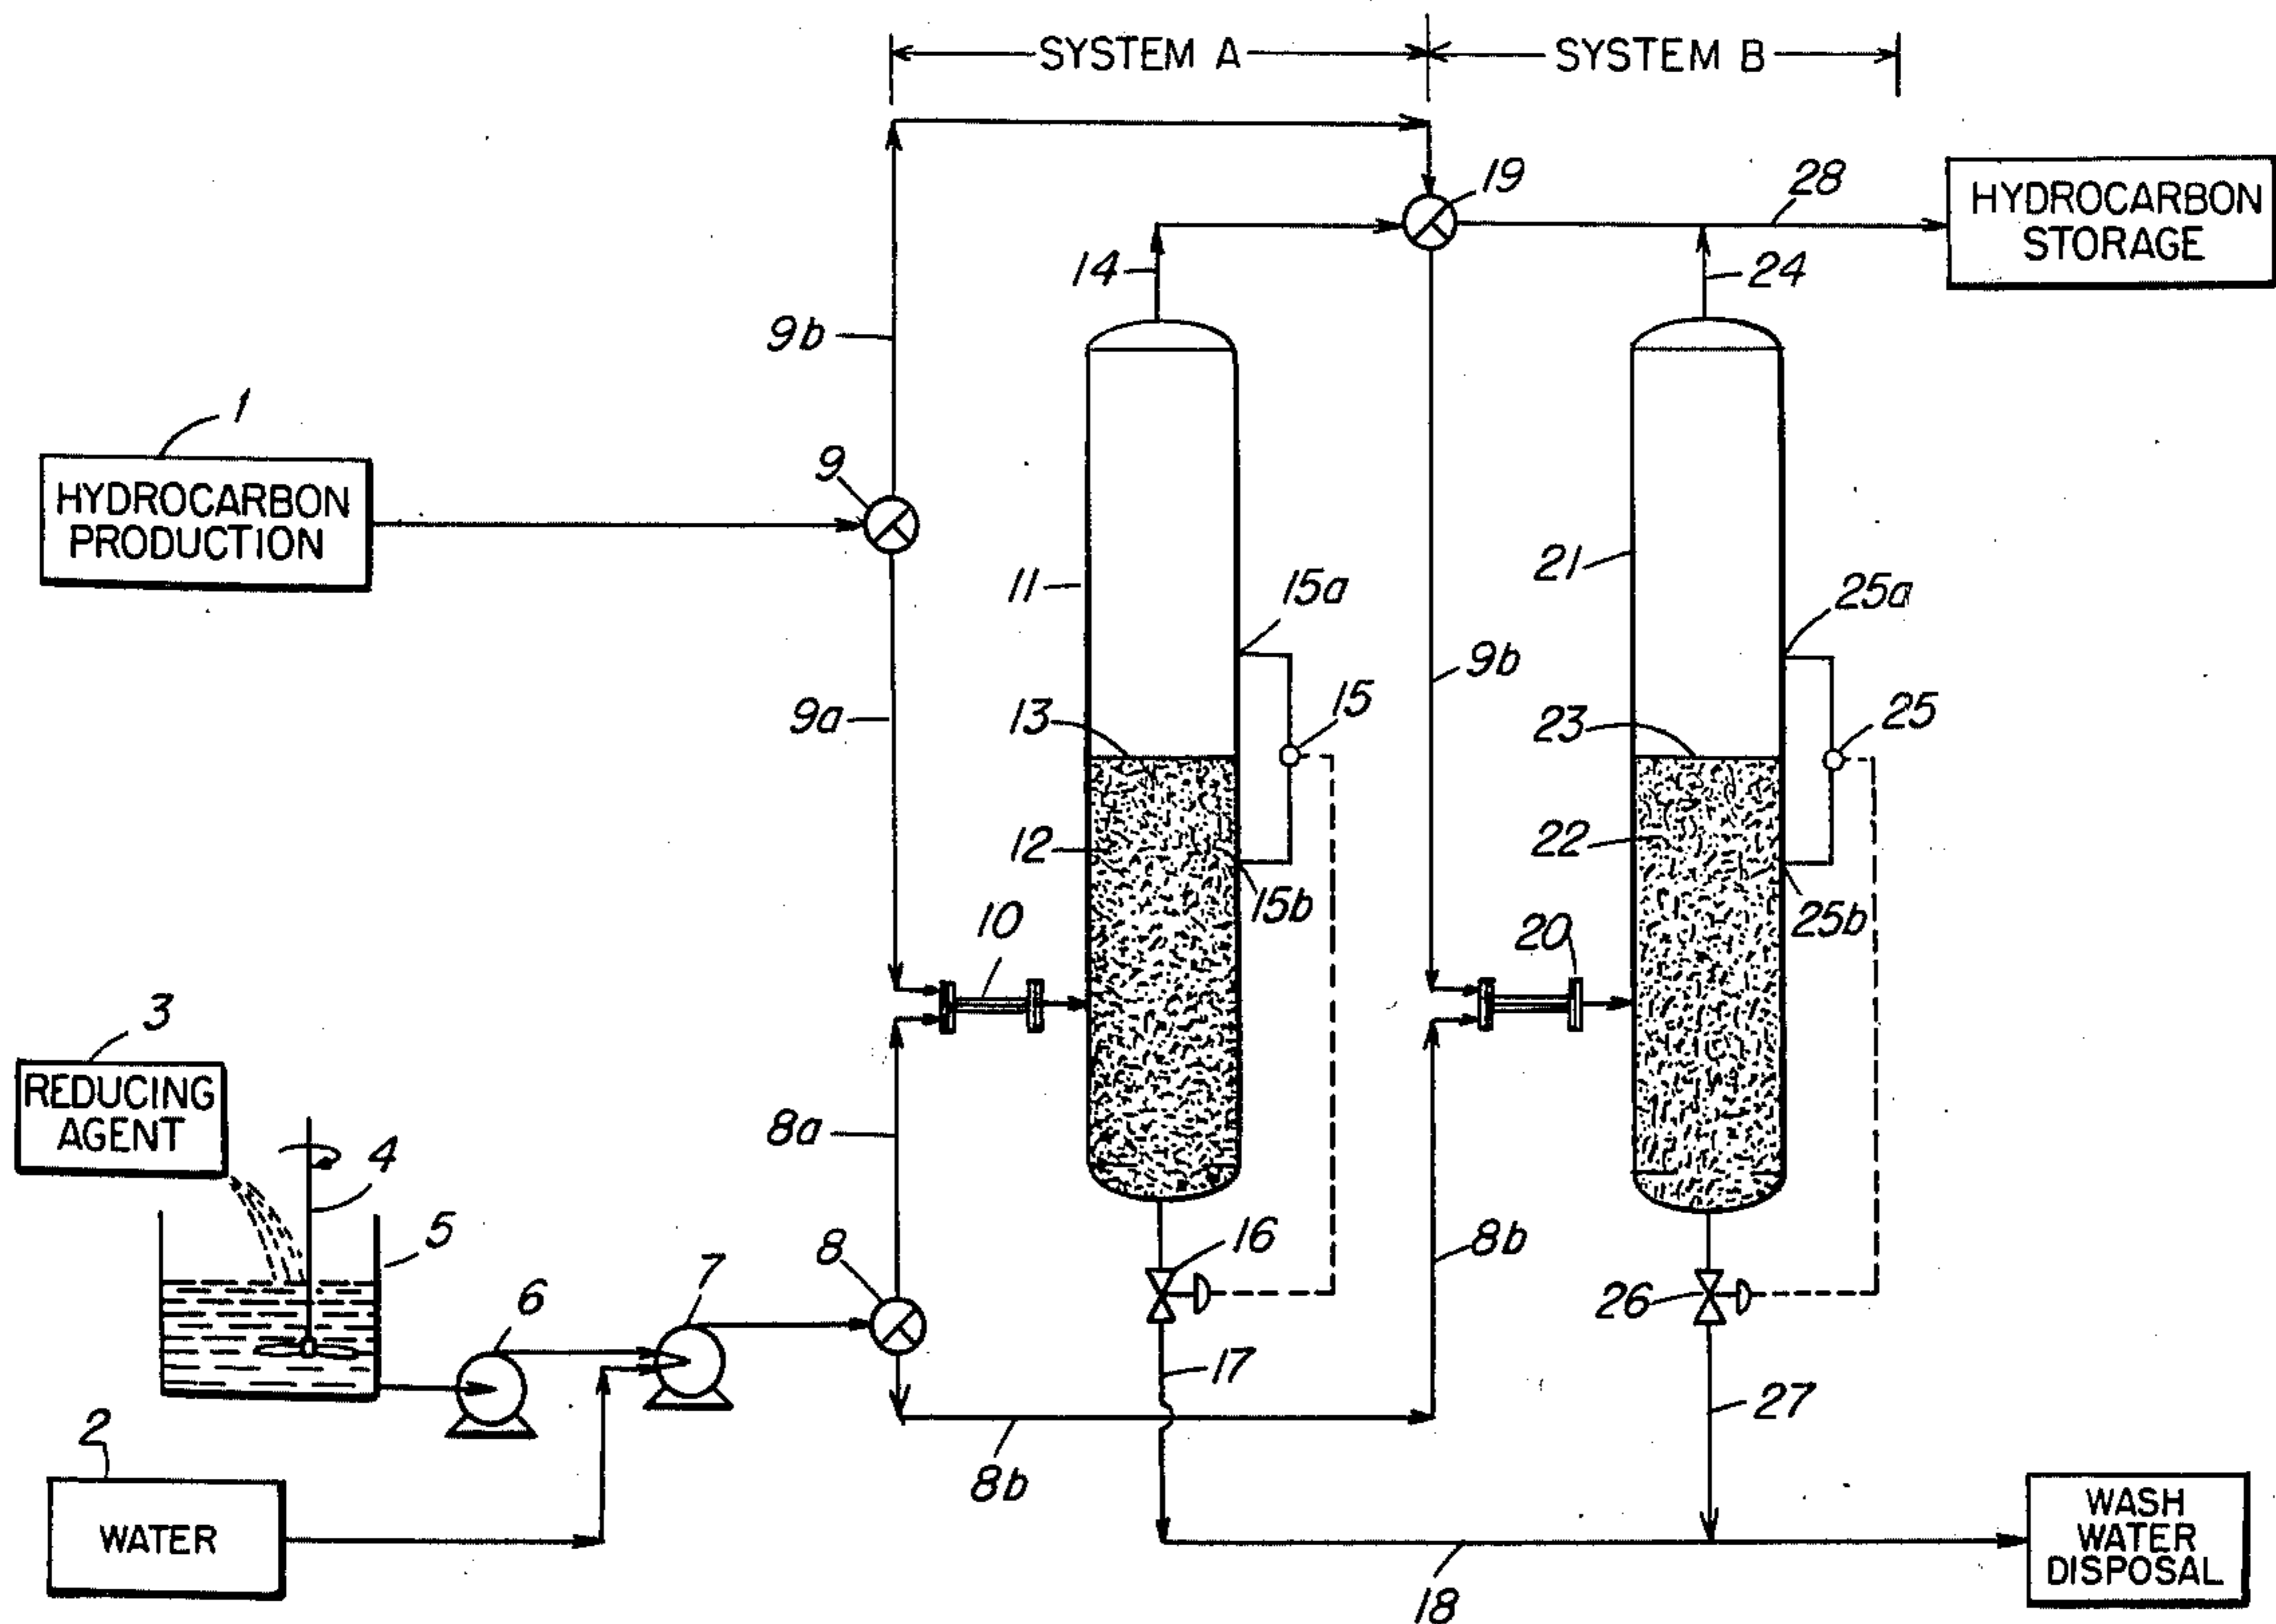 SYSTEM A
SYSTEM B
19
28
HYDROCARBON
STORAGE
14
24
9b
1
9
HYDROCARBON
PRODUCTION
11
15a
21
25a
9b
9a
13
15
23
25
12
22
15b
25b
10
20
3
REDUCING
AGENT
4
8a
5
8
16
8b
6
7
26
17
27
2
8b
WATER
WASH
WATER
DISPOSAL
18